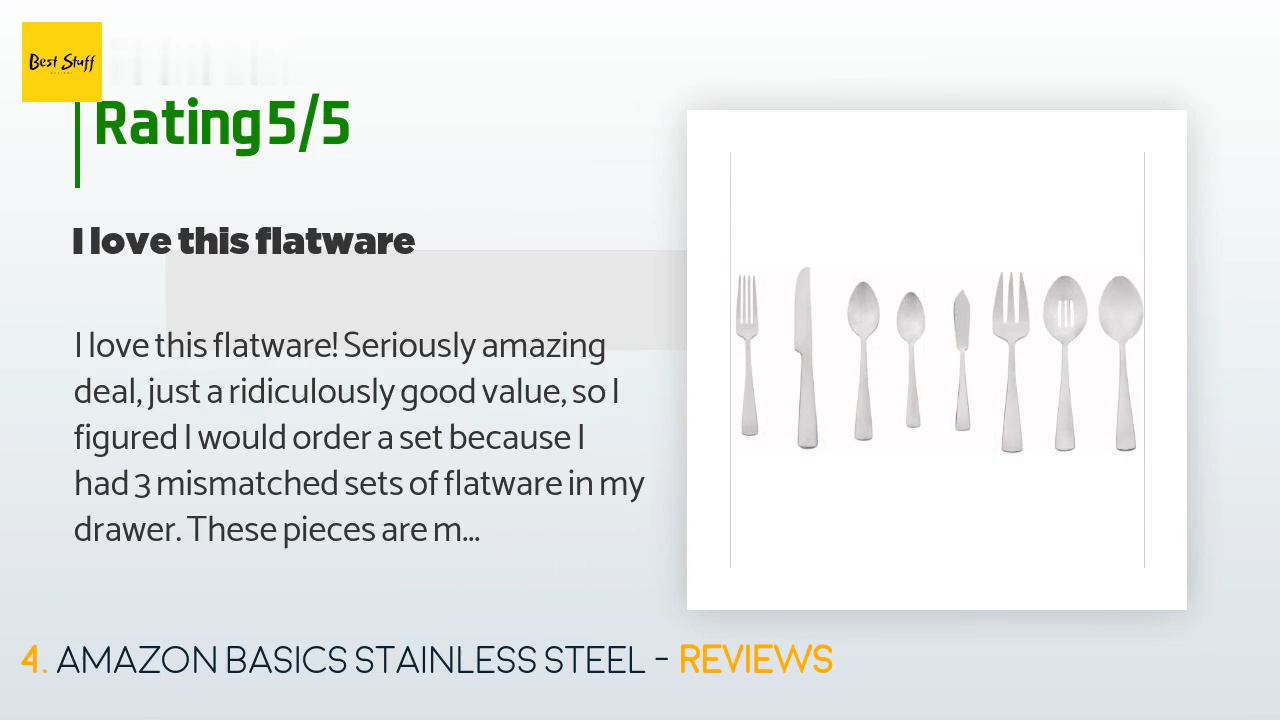 Best Stuff
Rating 5/5
I love this flatware
I love this flatware! Seriously amazing
deal, just a ridiculously good value, so I
figured I would order a set because I
had 3 mismatched sets of flatware in my
drawer. These pieces are m...
4. AMAZON BASICS STAINLESS STEEL - REVIEWS